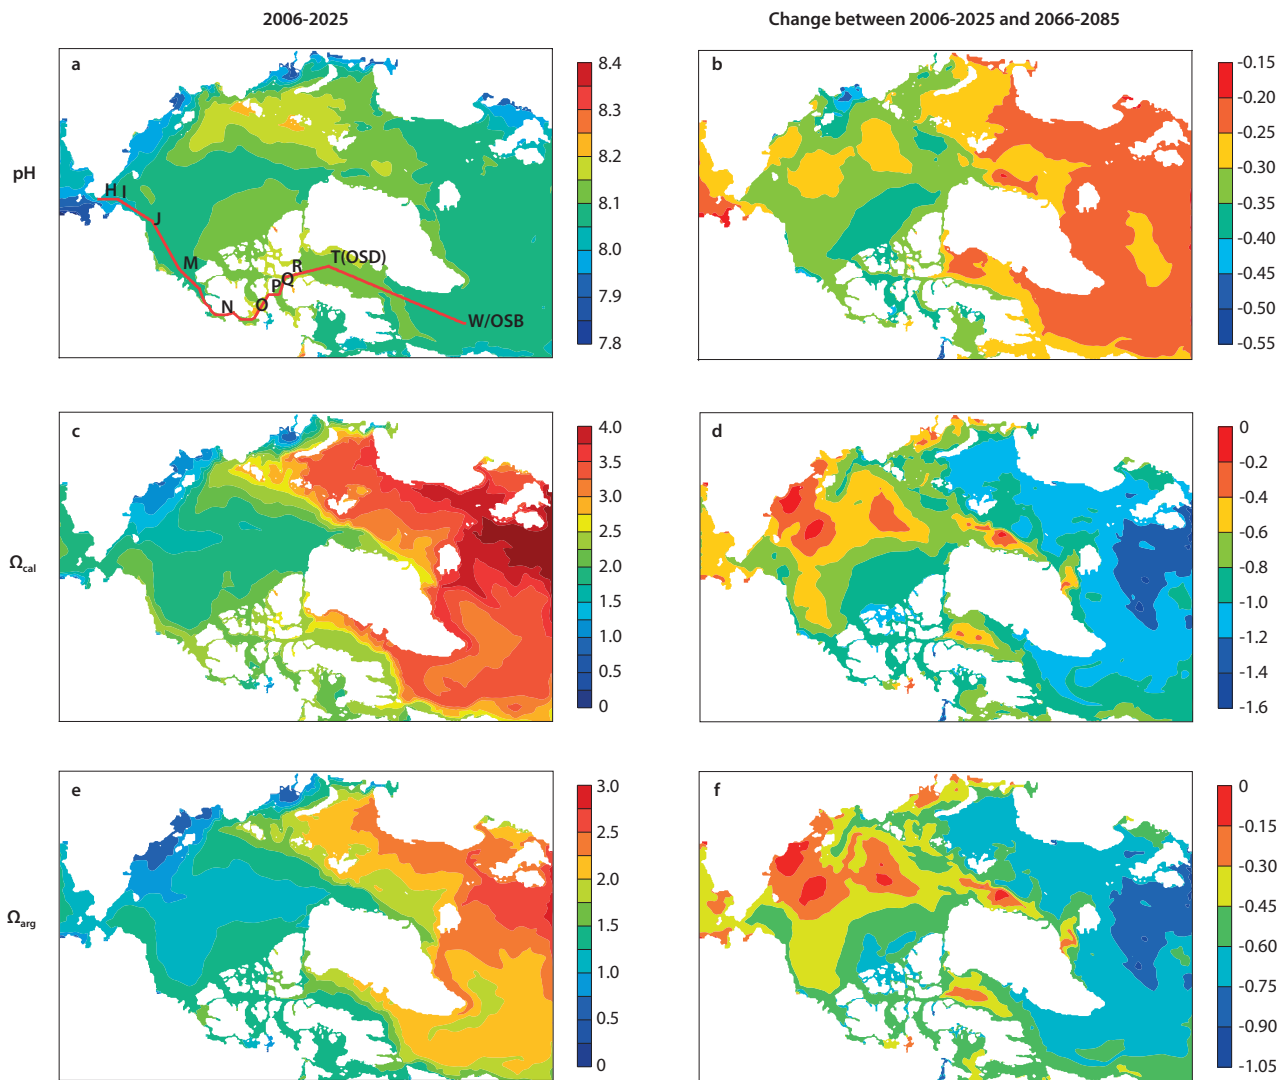 2006-2025
Change between 2006-2025 and 2066-2085
pH
a
H I
J
M
N
O
P
Q
R
T(OSD)
W/OSB
8.4
8.3
8.2
8.1
8.0
7.9
7.8
b
-0.15
-0.20
-0.25
-0.30
-0.35
-0.40
-0.45
-0.50
-0.55
Ωcal
c
4.0
3.5
3.0
2.5
2.0
1.5
1.0
0.5
0
d
0
-0.2
-0.4
-0.6
-0.8
-1.0
-1.2
-1.4
-1.6
Ωarg
e
3.0
2.5
2.0
1.5
1.0
0.5
0
f
0
-0.15
-0.30
-0.45
-0.60
-0.75
-0.90
-1.05